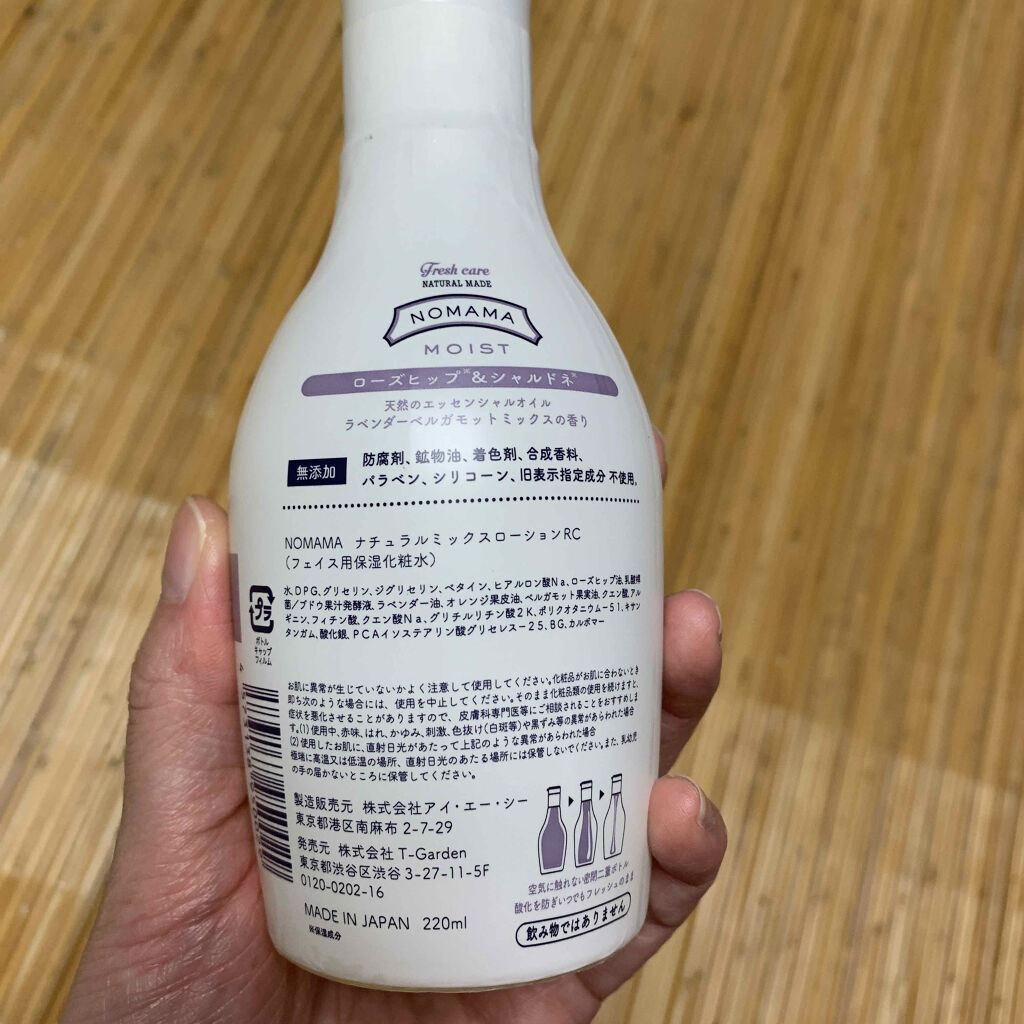 Fresh care
NATURAL MADE
NOMAMA
MOIST
ローズヒップ※&シャルドネ※
天然のエッセンシャルオイル
ラベンダーベルガモットミックスの香り
無添加
防腐剤、鉱物油、着色剤、合成香料、
パラベン、シリコーン、旧表示指定成分 不使用。
NOMAMA ナチュラルミックスローションRC
(フェイス用保湿化粧水)
水、DPG、グリセリン、ジグリセリン、ベタイン、ヒアルロン酸Na、ローズヒップ油、乳酸桿
菌/ブドウ果汁発酵液、ラベンダー油、オレンジ果皮油、ベルガモット果実油、クエン酸、アル
ギニン、フィチン酸、クエン酸Na、グリチルリチン酸2K、ポリクオタニウム-51、キサン
タンガム、酸化銀、PCAイソステアリン酸グリセレス-25、BG、カルボマー
プラ
ボトル
キャップ
フィルム
お肌に異常が生じていないかよく注意して使用してください。化粧品がお肌に合わないとき
即ち次のような場合には、使用を中止してください。そのまま化粧品類の使用を続けますと、
症状を悪化させることがありますので、皮膚科専門医等にご相談されることをおすすめしま
す。(1)使用中、赤味、はれ、かゆみ、刺激、色抜け(白斑等)や黒ずみ等の異常があらわれた場合
(2)使用したお肌に、直射日光があたって上記のような異常があらわれた場合
極端に高温又は低温の場所、直射日光のあたる場所には保管しないでください。また、乳幼児
の手の届かないところに保管してください。
製造販売元 株式会社アイ・エー・シー
東京都港区南麻布 2-7-29
発売元 株式会社 T-Garden
東京都渋谷区渋谷 3-27-11-5F
0120-0202-16
MADE IN JAPAN 220ml
※保湿成分
空気に触れない密閉二重ボトル
酸化を防ぎいつでもフレッシュのまま
飲み物ではありません